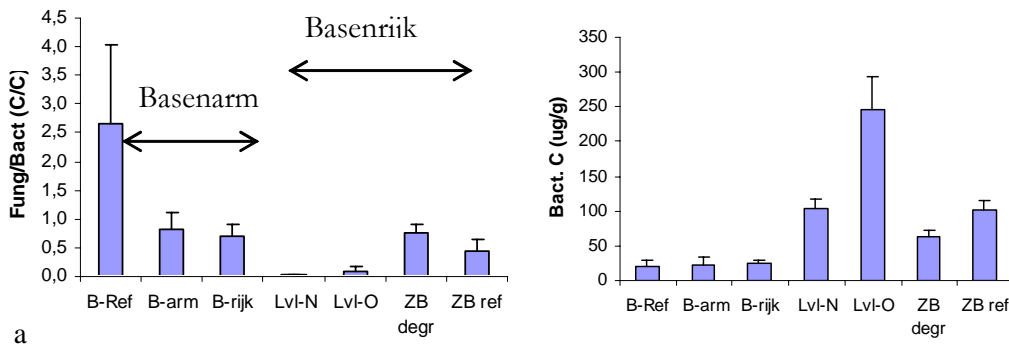 4,5
4,0
3,5
3,0
2,5
2,0
1,5
1,0
0,5
0,0
Fung/Bact (C/C)
Basenrijk
Basenarm
B-Ref B-arm B-rijk Lvl-N Lvl-O ZB ZB ref
degr
a
350
300
250
200
150
100
50
0
Bact. C (ug/g)
B-Ref B-arm B-rijk Lvl-N Lvl-O ZB ZB ref
degr